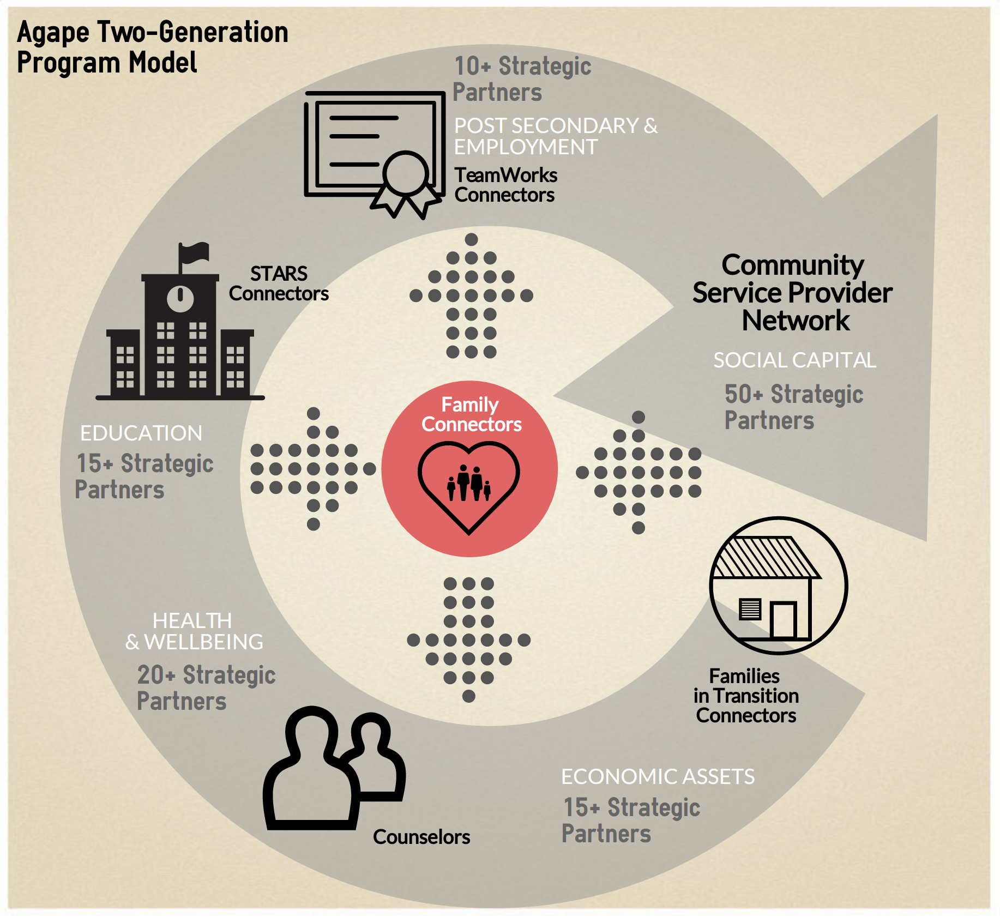 Agape Two-Generation
Program Model
10+ Strategic
Partners
POST SECONDARY &
EMPLOYMENT
TeamWorks
Connectors
STARS
Connectors
Community
Service Provider
Network
SOCIAL CAPITAL
50+ Strategic
Partners
Family
Connectors
EDUCATION
15+ Strategic
Partners
HEALTH
& WELLBEING
20+ Strategic
Partners
Families
in Transition
Connectors
ECONOMIC ASSETS
15+ Strategic
Partners
Counselors